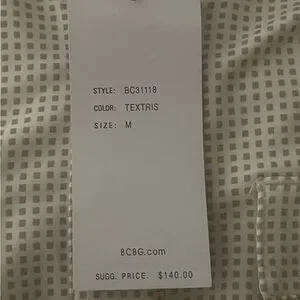 STYLE: BC31118
COLOR: TEXTRIS
SIZE: M
BCBG.com
SUGG. PRICE. $140.00